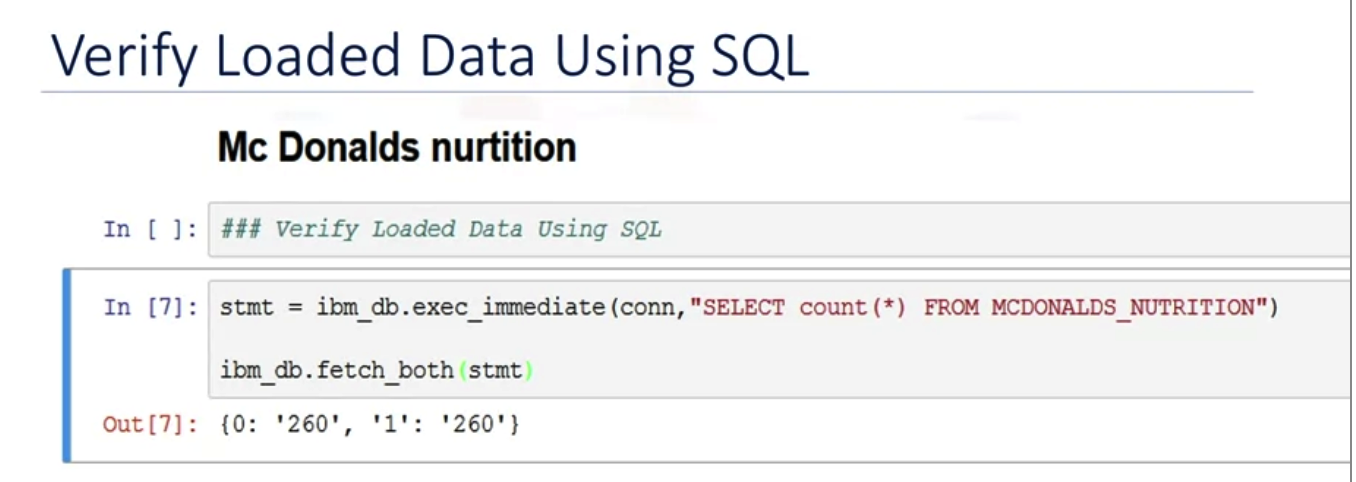 Verify Loaded Data Using SQL
Mc Donalds nurtition
In [ ]: ### Verify Loaded Data Using SQL
In [7]: stmt = ibm_db.exec_immediate(conn,"SELECT count(*) FROM MCDONALDS_NUTRITION")
ibm_db.fetch_both(stmt)
Out[7]: {0: '260', '1': '260'}